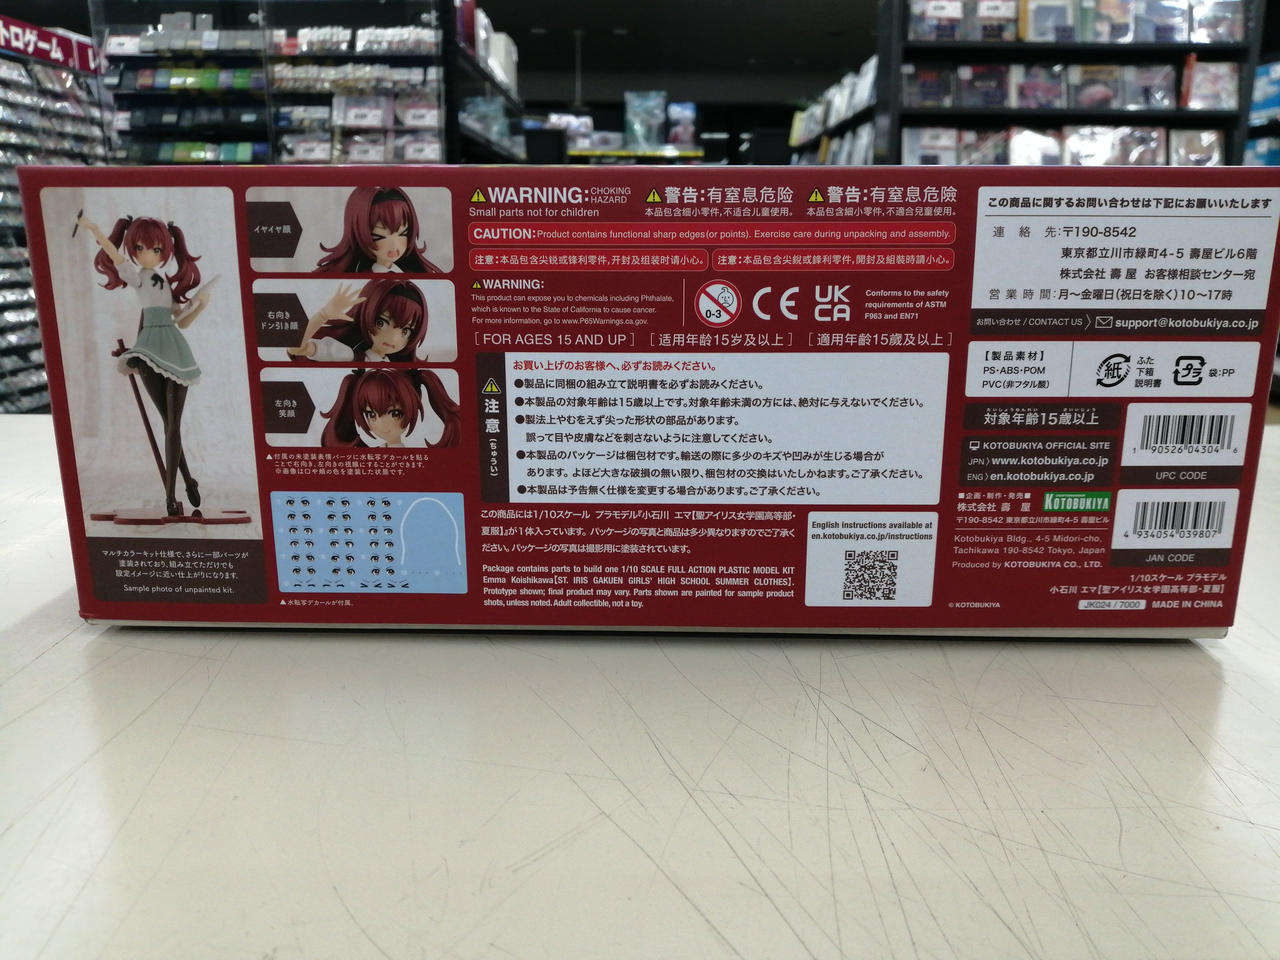 トロゲーム
レ
イヤイヤ顔
右向き
ドン引き顔
左向き
笑顔
▲付属の未塗装表情パーツに水転写デカールを貼る
ことで右向き、左向きの視線にすることができます。
※画像は口や頬の色を塗装した状態です。
マルチカラーキット仕様で、さらに一部パーツが
塗装されており、組み立てただけでも
設定イメージに近い仕上がりになります。
Sample photo of unpainted kit.
▲水転写デカールが付属。
⚠WARNING: CHOKING HAZARD
Small parts not for children
⚠警告:有窒息危险
本品包含细小零件,不适合儿童使用。
⚠警告:有窒息危險
本品包含細小零件,不適合兒童使用。
CAUTION:Product contains functional sharp edges(or points). Exercise care during unpacking and assembly.
注意:本品包含尖锐或锋利零件,开封及组装时请小心。
注意:本品包含尖銳或鋒利零件,開封及組裝時請小心。
⚠WARNING:
This product can expose you to chemicals including Phthalate,
which is known to the State of California to cause cancer.
For more information, go to www.P65Warnings.ca.gov.
0-3
CE
UK
CA
Conforms to the safety
requirements of ASTM
F963 and EN71
[FOR AGES 15 AND UP]
[适用年龄15岁及以上]
[適用年齡15歲及以上]
注意
(ちゅうい)
お買い上げのお客様へ、必ずお読みください。
●製品に同梱の組み立て説明書を必ずお読みください。
●本製品の対象年齢は15歳以上です。対象年齢未満の方には、絶対に与えないでください。
●製法上やむをえず尖った形状の部品があります。
誤って目や皮膚などを刺さないように注意してください。
●本製品のパッケージは梱包材です。輸送の際に多少のキズや凹みが生じる場合が
あります。よほど大きな破損の無い限り、梱包材の交換はいたしかねます。ご了承ください。
●本製品は予告無く仕様を変更する場合があります。ご了承ください。
この商品には1/10スケール プラモデル『小石川 エマ【聖アイリス女学園高等部・
夏服】』が1体入っています。パッケージの写真と商品は多少異なりますのでご了承く
ださい。パッケージの写真は撮影用に塗装されています。
Package contains parts to build one 1/10 SCALE FULL ACTION PLASTIC MODEL KIT
Emma Koishikawa【ST. IRIS GAKUEN GIRLS' HIGH SCHOOL SUMMER CLOTHES】.
Prototype shown; final product may vary. Parts shown are painted for sample product
shots, unless noted. Adult collectible, not a toy.
English instructions available at
en.kotobukiya.co.jp/instructions
この商品に関するお問い合わせは下記にお願いいたします
連絡先:〒190-8542
東京都立川市緑町4-5 壽屋ビル6階
株式会社 壽屋 お客様相談センター宛
営業時間:月〜金曜日(祝日を除く)10〜17時
お問い合わせ / CONTACT US 〉 support@kotobukiya.co.jp
【製品素材】
PS・ABS・POM
PVC(非フタル酸)
紙
ふた
下箱
説明書
プラ
袋:PP
たいしょうねんれい さいいじょう
対象年齢15歳以上
KOTOBUKIYA OFFICIAL SITE
JPN 〉 www.kotobukiya.co.jp
ENG 〉 en.kotobukiya.co.jp
1 90526 04304 6
UPC CODE
4 934054 039807
JAN CODE
■企画・制作・発売■
株式会社 壽屋
KOTOBUKIYA
〒190-8542 東京都立川市緑町4-5 壽屋ビル
Kotobukiya Bldg., 4-5 Midori-cho,
Tachikawa 190-8542 Tokyo, Japan
Produced by KOTOBUKIYA CO., LTD.
1/10スケール プラモデル
小石川 エマ【聖アイリス女学園高等部・夏服】
© KOTOBUKIYA
JK024 / 7000 MADE IN CHINA